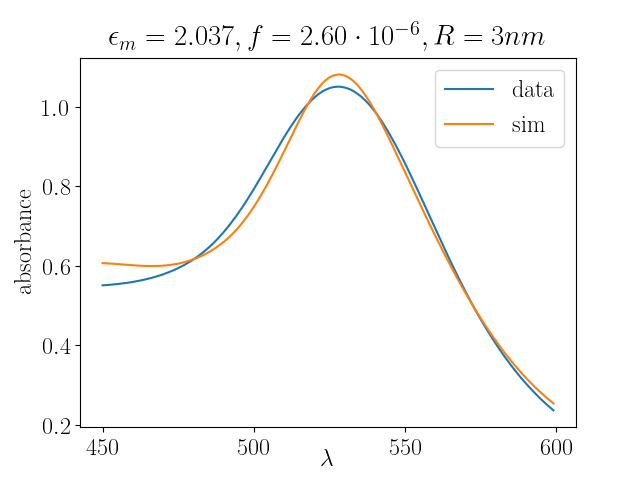 ϵₘ = 2.037, f = 2.60 · 10⁻⁶, R = 3nm
data
sim
absorbance
1.0
0.8
0.6
0.4
0.2
450
500
550
600
λ